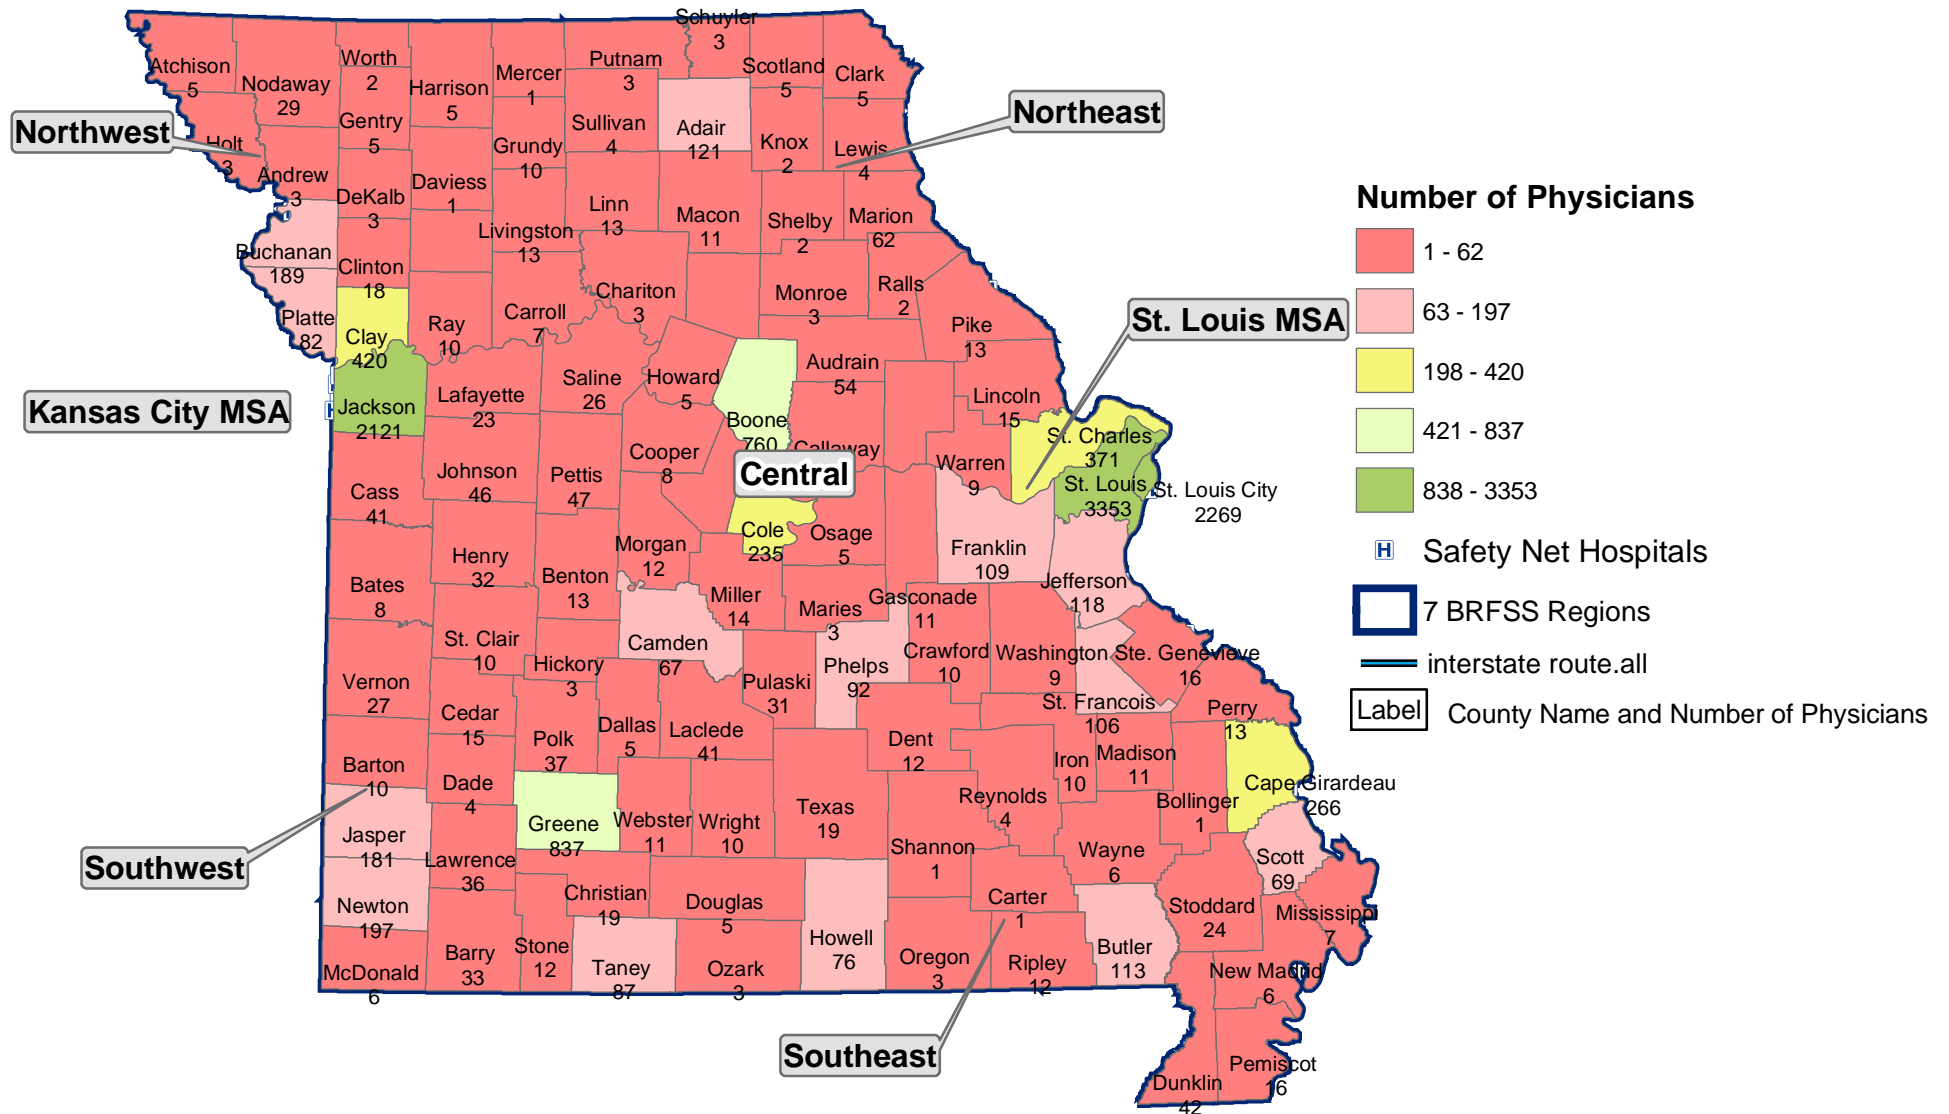 Schuyler
3
Atchison
5
Nodaway
29
Worth
2
Harrison
5
Mercer
1
Putnam
3
Scotland
5
Clark
5
Northwest
Northeast
Holt
3
Gentry
5
Grundy
10
Sullivan
4
Adair
121
Knox
2
Lewis
4
Andrew
3
DeKalb
3
Daviess
1
Linn
13
Macon
11
Shelby
2
Marion
62
Livingston
13
Buchanan
189
Clinton
18
Chariton
3
Monroe
3
Ralls
2
Platte
82
Clay
420
Ray
10
Carroll
7
Pike
13
St. Louis MSA
Audrain
54
Kansas City MSA
Jackson
2121
Lafayette
23
Saline
26
Howard
5
Boone
760
Lincoln
15
Callaway
Central
St. Charles
371
Cooper
8
Warren
9
Johnson
46
Pettis
47
Cass
41
St. Louis
3353
St. Louis City
2269
Cole
235
Osage
5
Morgan
12
Franklin
109
Henry
32
Benton
13
Bates
8
Jefferson
118
Miller
14
Maries
3
Gasconade
11
St. Clair
10
Camden
67
Phelps
92
Crawford
10
Washington
9
Ste. Genevieve
16
Hickory
3
Vernon
27
Pulaski
31
St. Francois
106
Perry
13
Cedar
15
Polk
37
Dallas
5
Laclede
41
Dent
12
Iron
10
Madison
11
Barton
10
Dade
4
Texas
19
Reynolds
4
Bollinger
1
Cape Girardeau
266
Jasper
181
Greene
837
Webster
11
Wright
10
Southwest
Lawrence
36
Shannon
1
Wayne
6
Scott
69
Newton
197
Christian
19
Douglas
5
Carter
1
Stoddard
24
Mississippi
7
McDonald
6
Barry
33
Stone
12
Taney
87
Ozark
3
Howell
76
Oregon
3
Ripley
12
Butler
113
New Madrid
6
Southeast
Pemiscot
16
Dunklin
42
Number of Physicians
1 - 62
63 - 197
198 - 420
421 - 837
838 - 3353
H Safety Net Hospitals
7 BRFSS Regions
interstate route.all
Label County Name and Number of Physicians